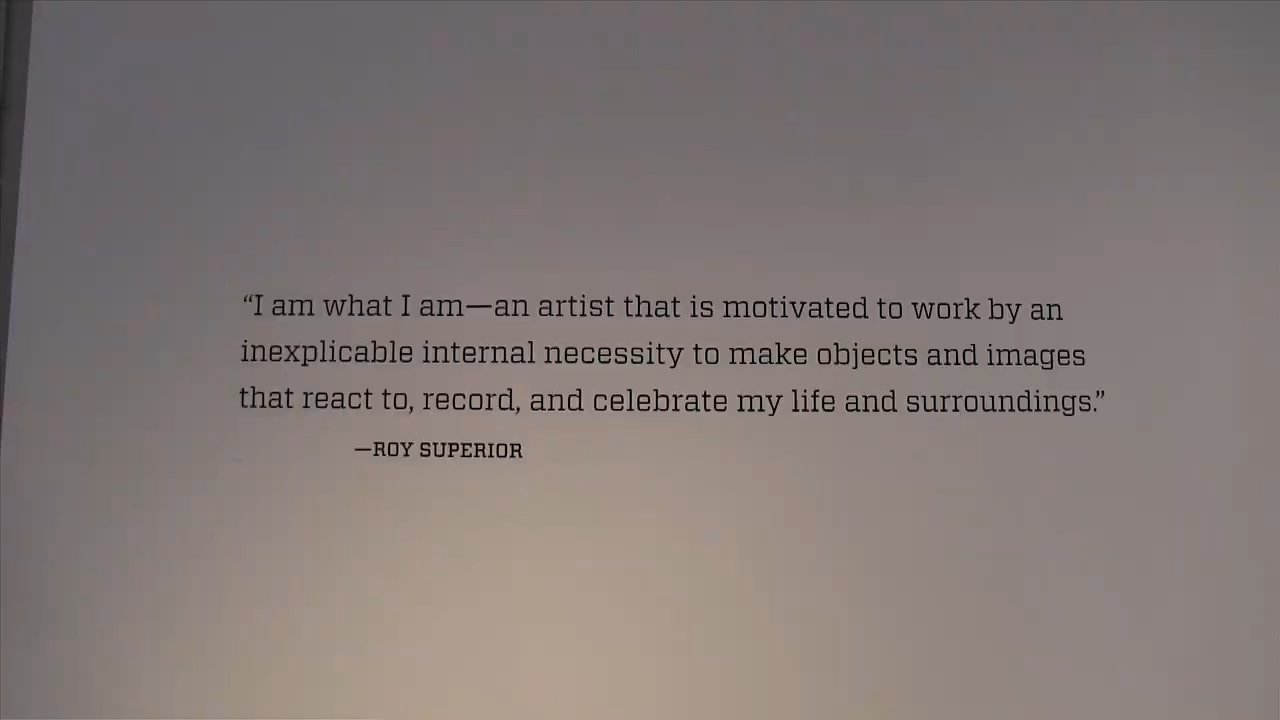 “I am what I am—an artist that is motivated to work by an
inexplicable internal necessity to make objects and images
that react to, record, and celebrate my life and surroundings.”
—ROY SUPERIOR